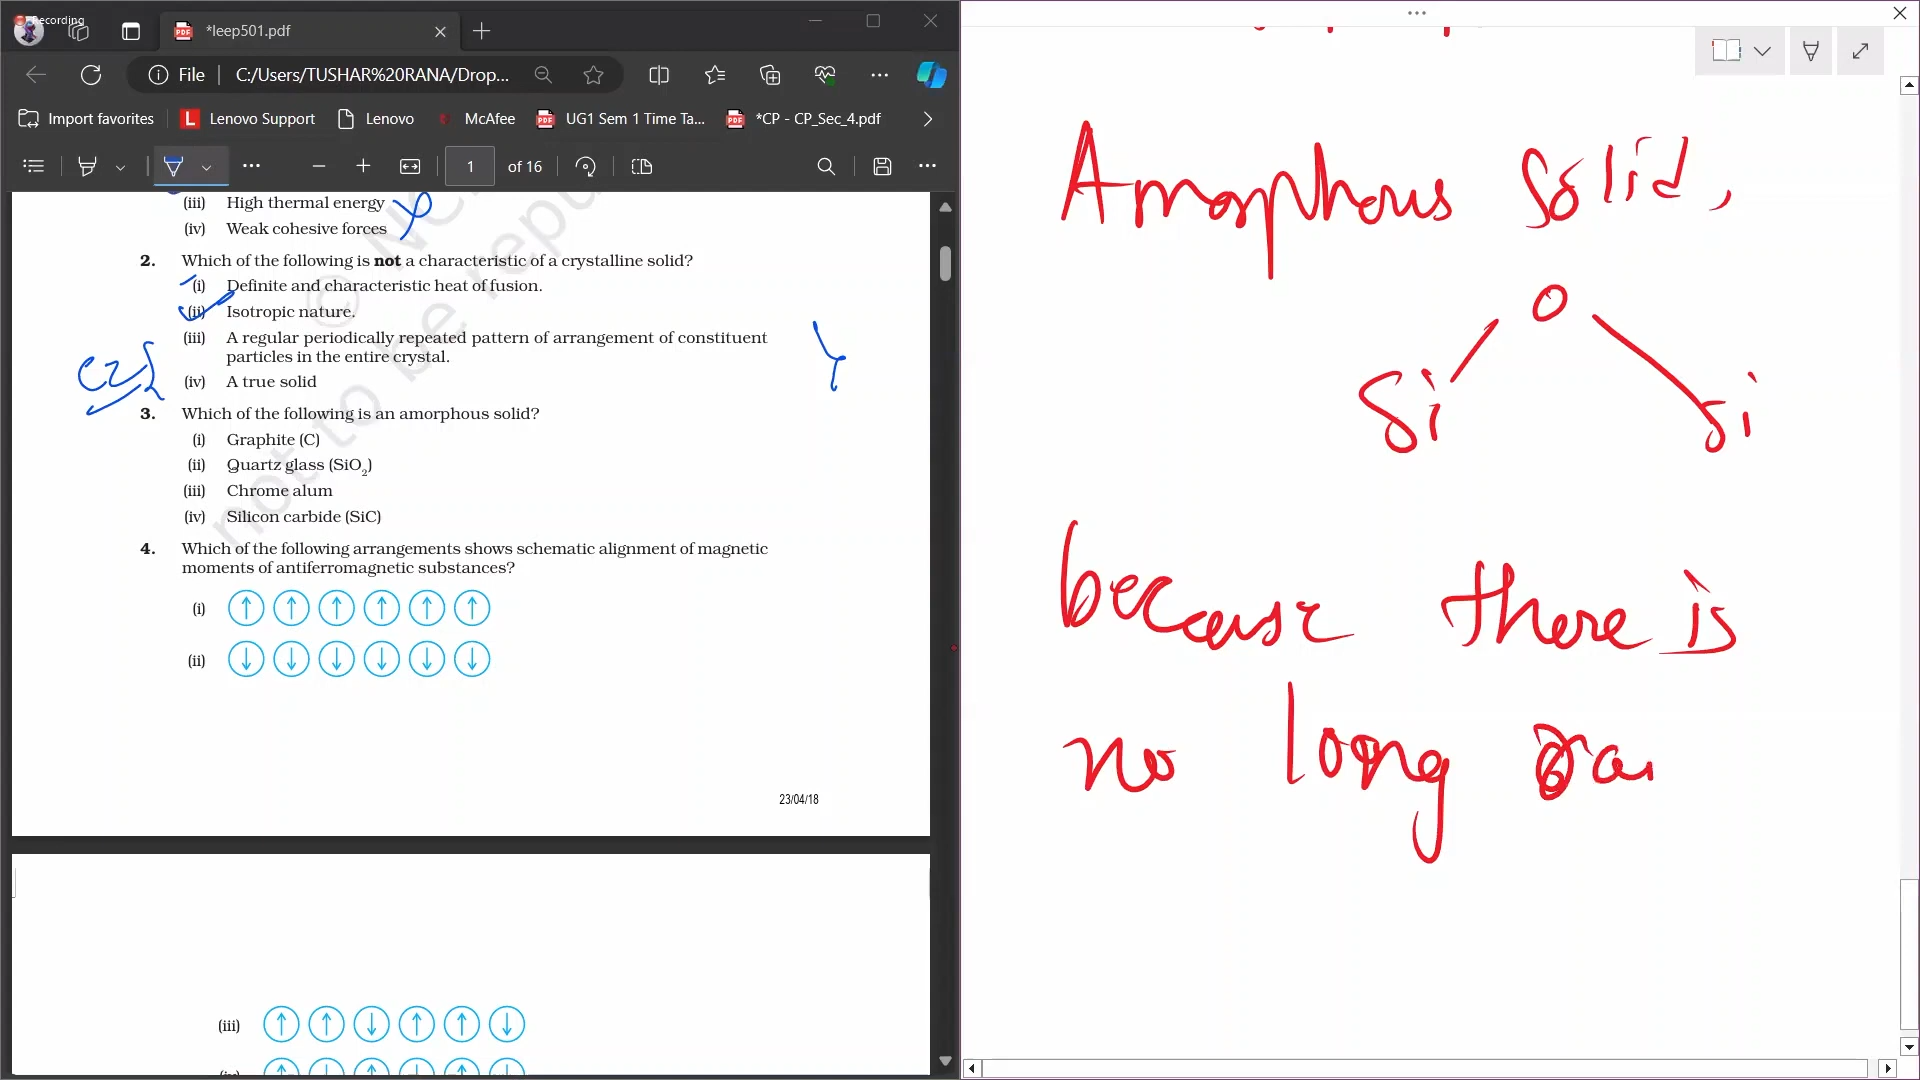 Recording
*leep501.pdf
File C:/Users/TUSHAR%20RANA/Drop...
Import favorites Lenovo Support Lenovo McAfee UG1 Sem 1 Time Ta... *CP - CP_Sec_4.pdf
1 of 16
(iii) High thermal energy
(iv) Weak cohesive forces
2. Which of the following is not a characteristic of a crystalline solid?
(i) Definite and characteristic heat of fusion.
(ii) Isotropic nature.
(iii) A regular periodically repeated pattern of arrangement of constituent
particles in the entire crystal.
(iv) A true solid
3. Which of the following is an amorphous solid?
(i) Graphite (C)
(ii) Quartz glass (SiO₂)
(iii) Chrome alum
(iv) Silicon carbide (SiC)
4. Which of the following arrangements shows schematic alignment of magnetic
moments of antiferromagnetic substances?
(i) ↑ ↑ ↑ ↑ ↑ ↑
(ii) ↓ ↓ ↓ ↓ ↓ ↓
23/04/18
(iii) ↑ ↑ ↓ ↑ ↑ ↓
not to be repu
Amorphous solid,
O
Si Si
because there is
no long